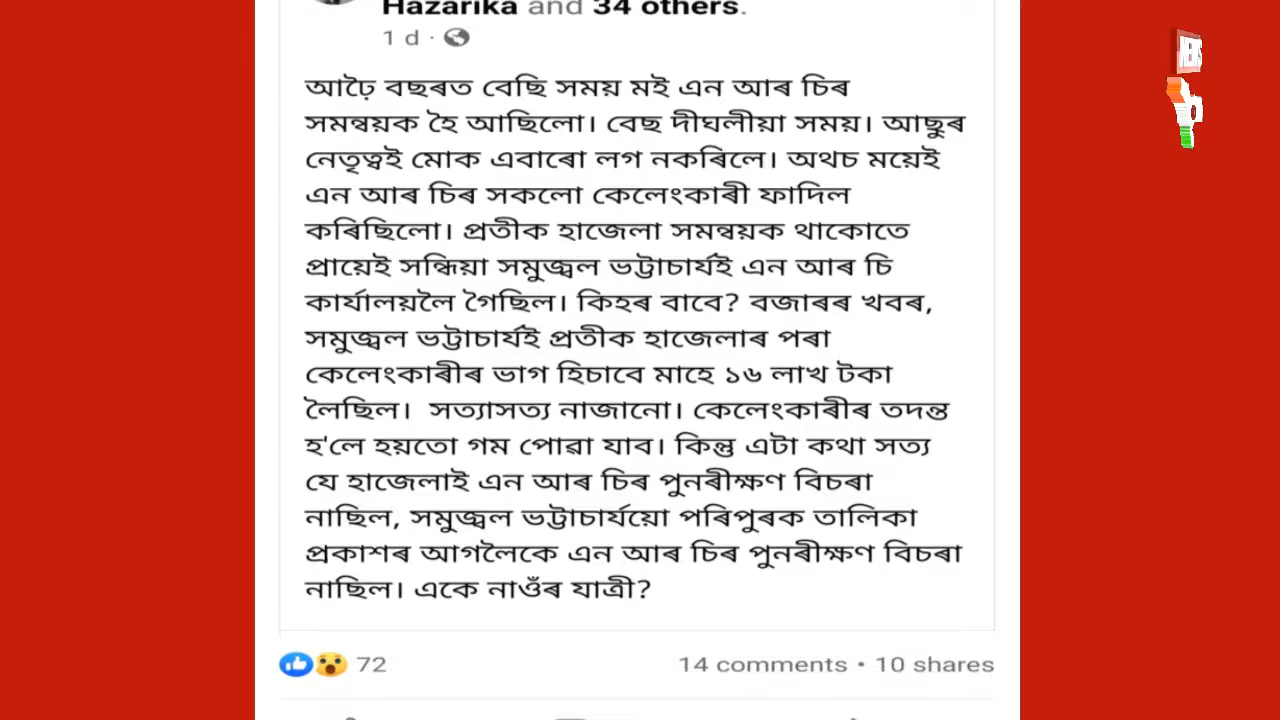 Hazarika and 34 others.
1 d ·
আঢ়ৈ বছৰত বেছি সময় মই এন আৰ চিৰ
সমন্বয়ক হৈ আছিলো। বেছ দীঘলীয়া সময়। আছুৰ
নেতৃত্বই মোক এবাৰো লগ নকৰিলে। অথচ ময়েই
এন আৰ চিৰ সকলো কেলেংকাৰী ফাদিল
কৰিছিলো। প্ৰতীক হাজেলা সমন্বয়ক থাকোতে
প্ৰায়েই সন্ধিয়া সমুজ্বল ভট্টাচাৰ্যই এন আৰ চি
কাৰ্যালয়লৈ গৈছিল। কিহৰ বাবে? বজাৰৰ খবৰ,
সমুজ্বল ভট্টাচাৰ্যই প্ৰতীক হাজেলাৰ পৰা
কেলেংকাৰীৰ ভাগ হিচাবে মাহে ১৬ লাখ টকা
লৈছিল। সত্যাসত্য নাজানো। কেলেংকাৰীৰ তদন্ত
হ'লে হয়তো গম পোৱা যাব। কিন্তু এটা কথা সত্য
যে হাজেলাই এন আৰ চিৰ পুনৰীক্ষণ বিচৰা
নাছিল, সমুজ্বল ভট্টাচাৰ্যয়ো পৰিপুৰক তালিকা
প্ৰকাশৰ আগলৈকে এন আৰ চিৰ পুনৰীক্ষণ বিচৰা
নাছিল। একে নাওঁৰ যাত্ৰী?
72
14 comments • 10 shares
NEWS